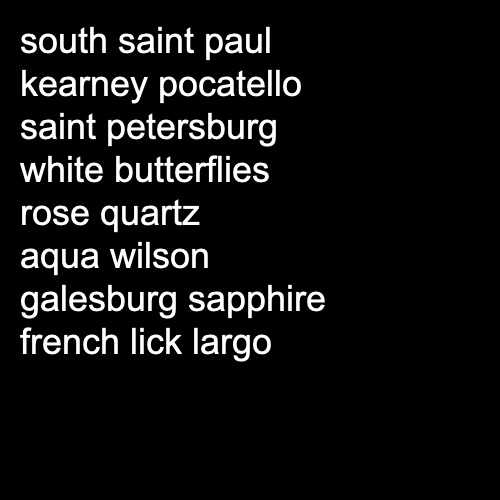 south saint paul
kearney pocatello
saint petersburg
white butterflies
rose quartz
aqua wilson
galesburg sapphire
french lick largo